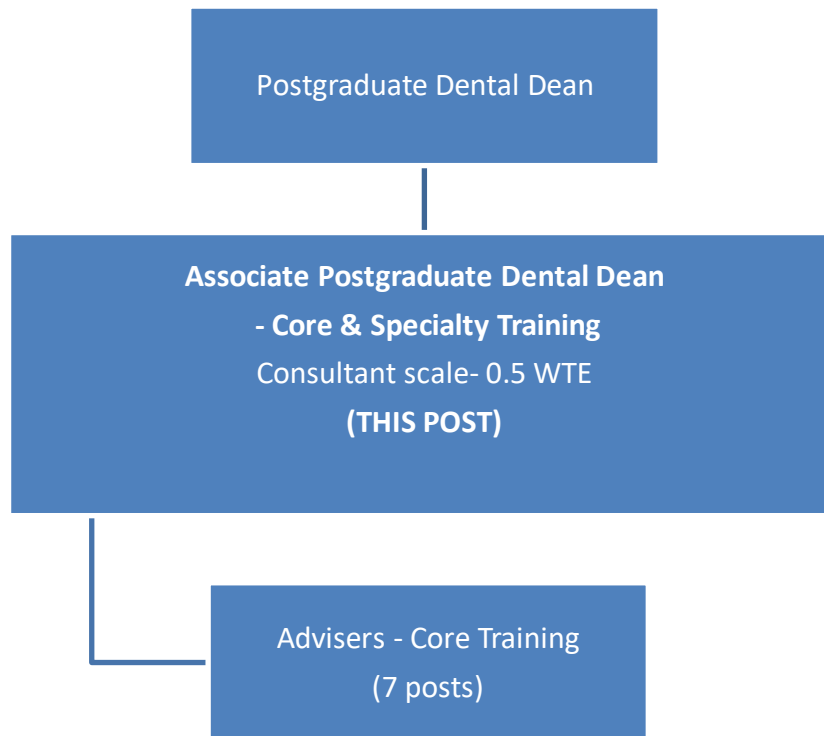 Postgraduate Dental Dean
Associate Postgraduate Dental Dean
- Core & Specialty Training
Consultant scale- 0.5 WTE
(THIS POST)
Advisers - Core Training
(7 posts)